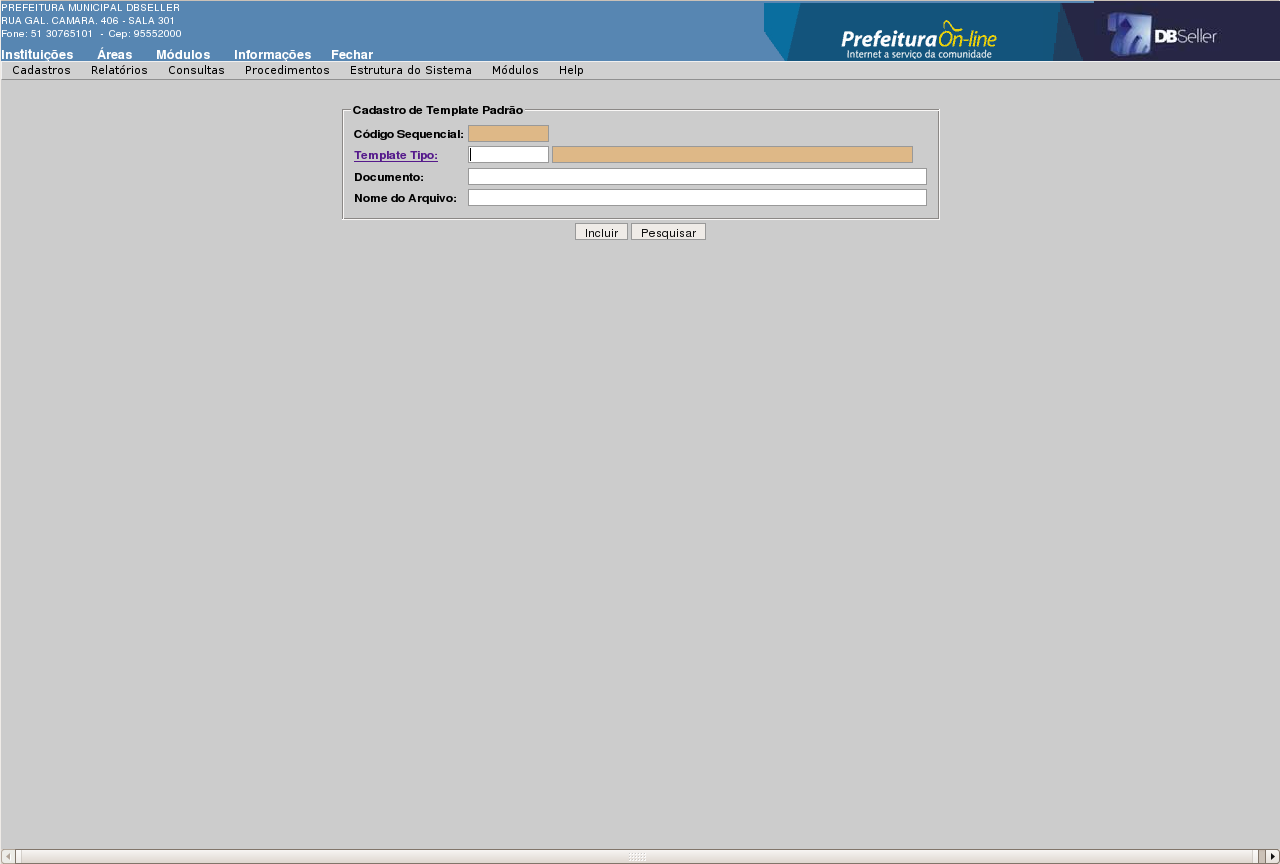 PREFEITURA MUNICIPAL DBSELLER
RUA GAL. CAMARA. 406 - SALA 301
Fone: 51 30765101 - Cep: 95552000
Prefeitura On-line
Internet a serviço da comunidade
DBSeller
Instituições Áreas Módulos Informações Fechar
Cadastros Relatórios Consultas Procedimentos Estrutura do Sistema Módulos Help
Cadastro de Template Padrão
Código Sequencial:
Template Tipo:
Documento:
Nome do Arquivo:
Incluir Pesquisar